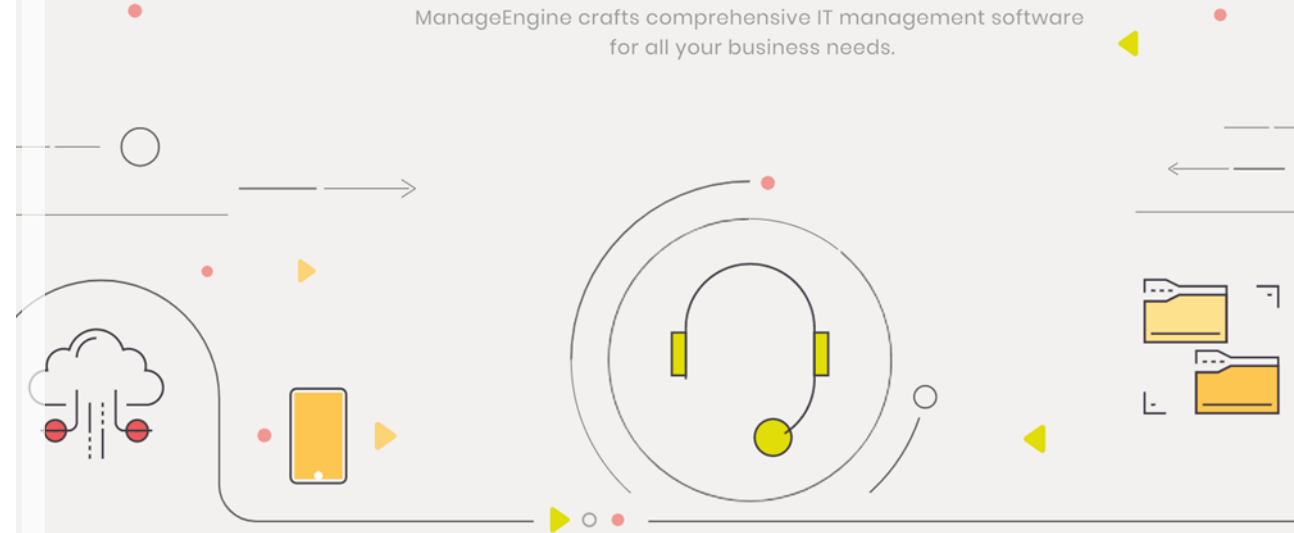 ManageEngine crafts comprehensive IT management software
for all your business needs.